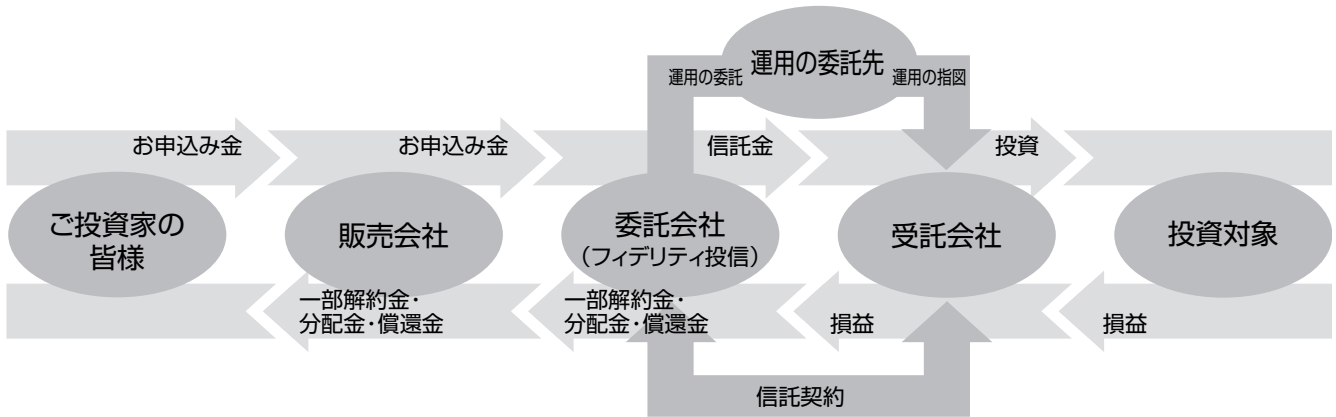 運用の委託先
運用の委託
運用の指図
お申込み金
お申込み金
信託金
投資
ご投資家の
皆様
販売会社
委託会社
（フィデリティ投信）
受託会社
投資対象
一部解約金・
分配金・償還金
一部解約金・
分配金・償還金
損益
損益
信託契約